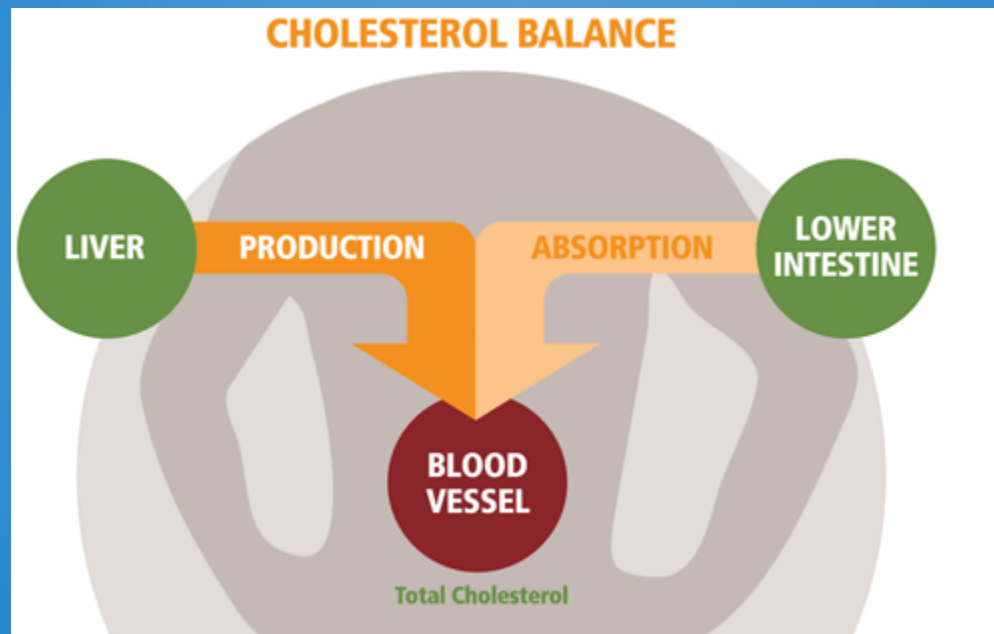 CHOLESTEROL BALANCE
LIVER
PRODUCTION
ABSORPTION
LOWER
INTESTINE
BLOOD
VESSEL
Total Cholesterol